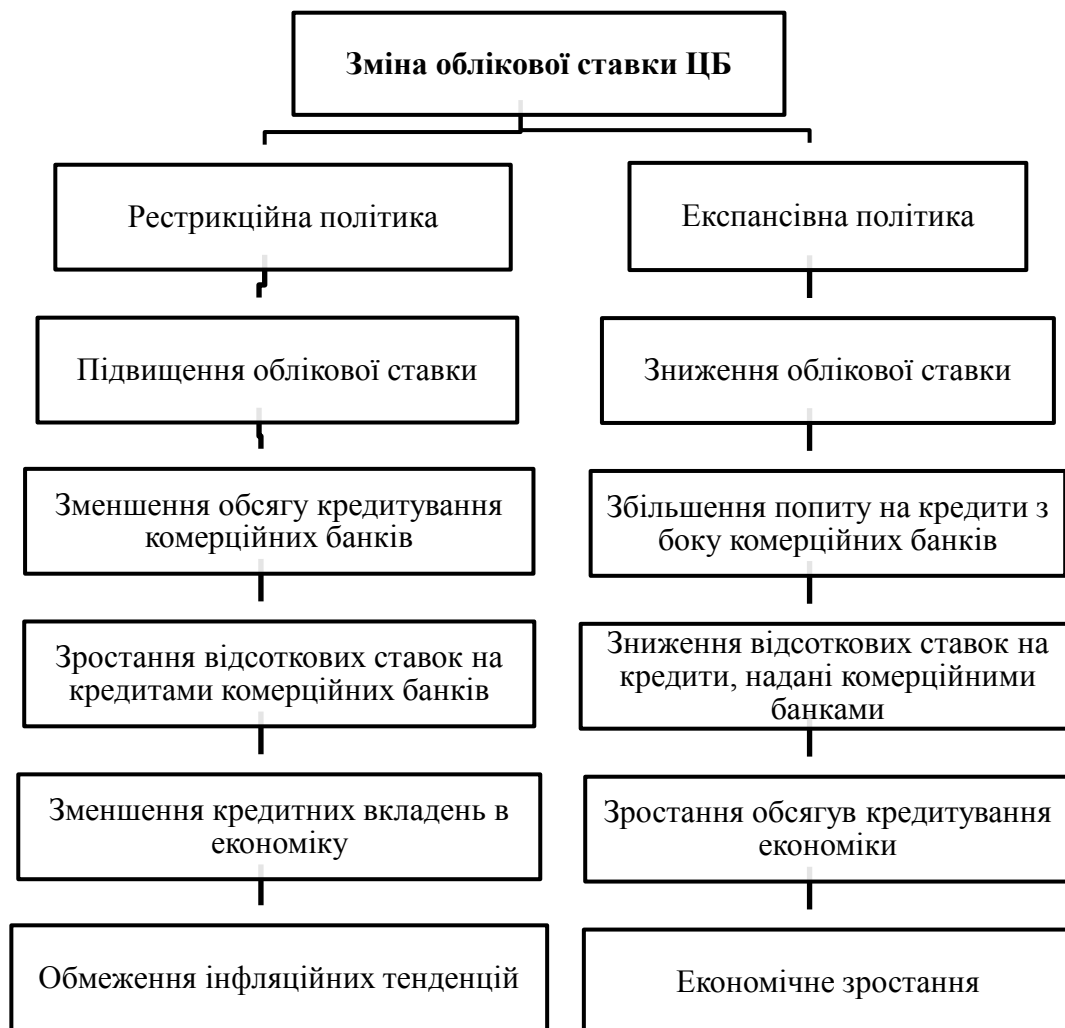 Зміна облікової ставки ЦБ
Рестрикційна політика
Експансівна політика
Підвищення облікової ставки
Зниження облікової ставки
Зменшення обсягу кредитування
комерційних банків
Збільшення попиту на кредити з
боку комерційних банків
Зростання відсоткових ставок на
кредитами комерційних банків
Зниження відсоткових ставок на
кредити, надані комерційними
банками
Зменшення кредитних вкладень в
економіку
Зростання обсягув кредитування
економіки
Обмеження інфляційних тенденцій
Економічне зростання